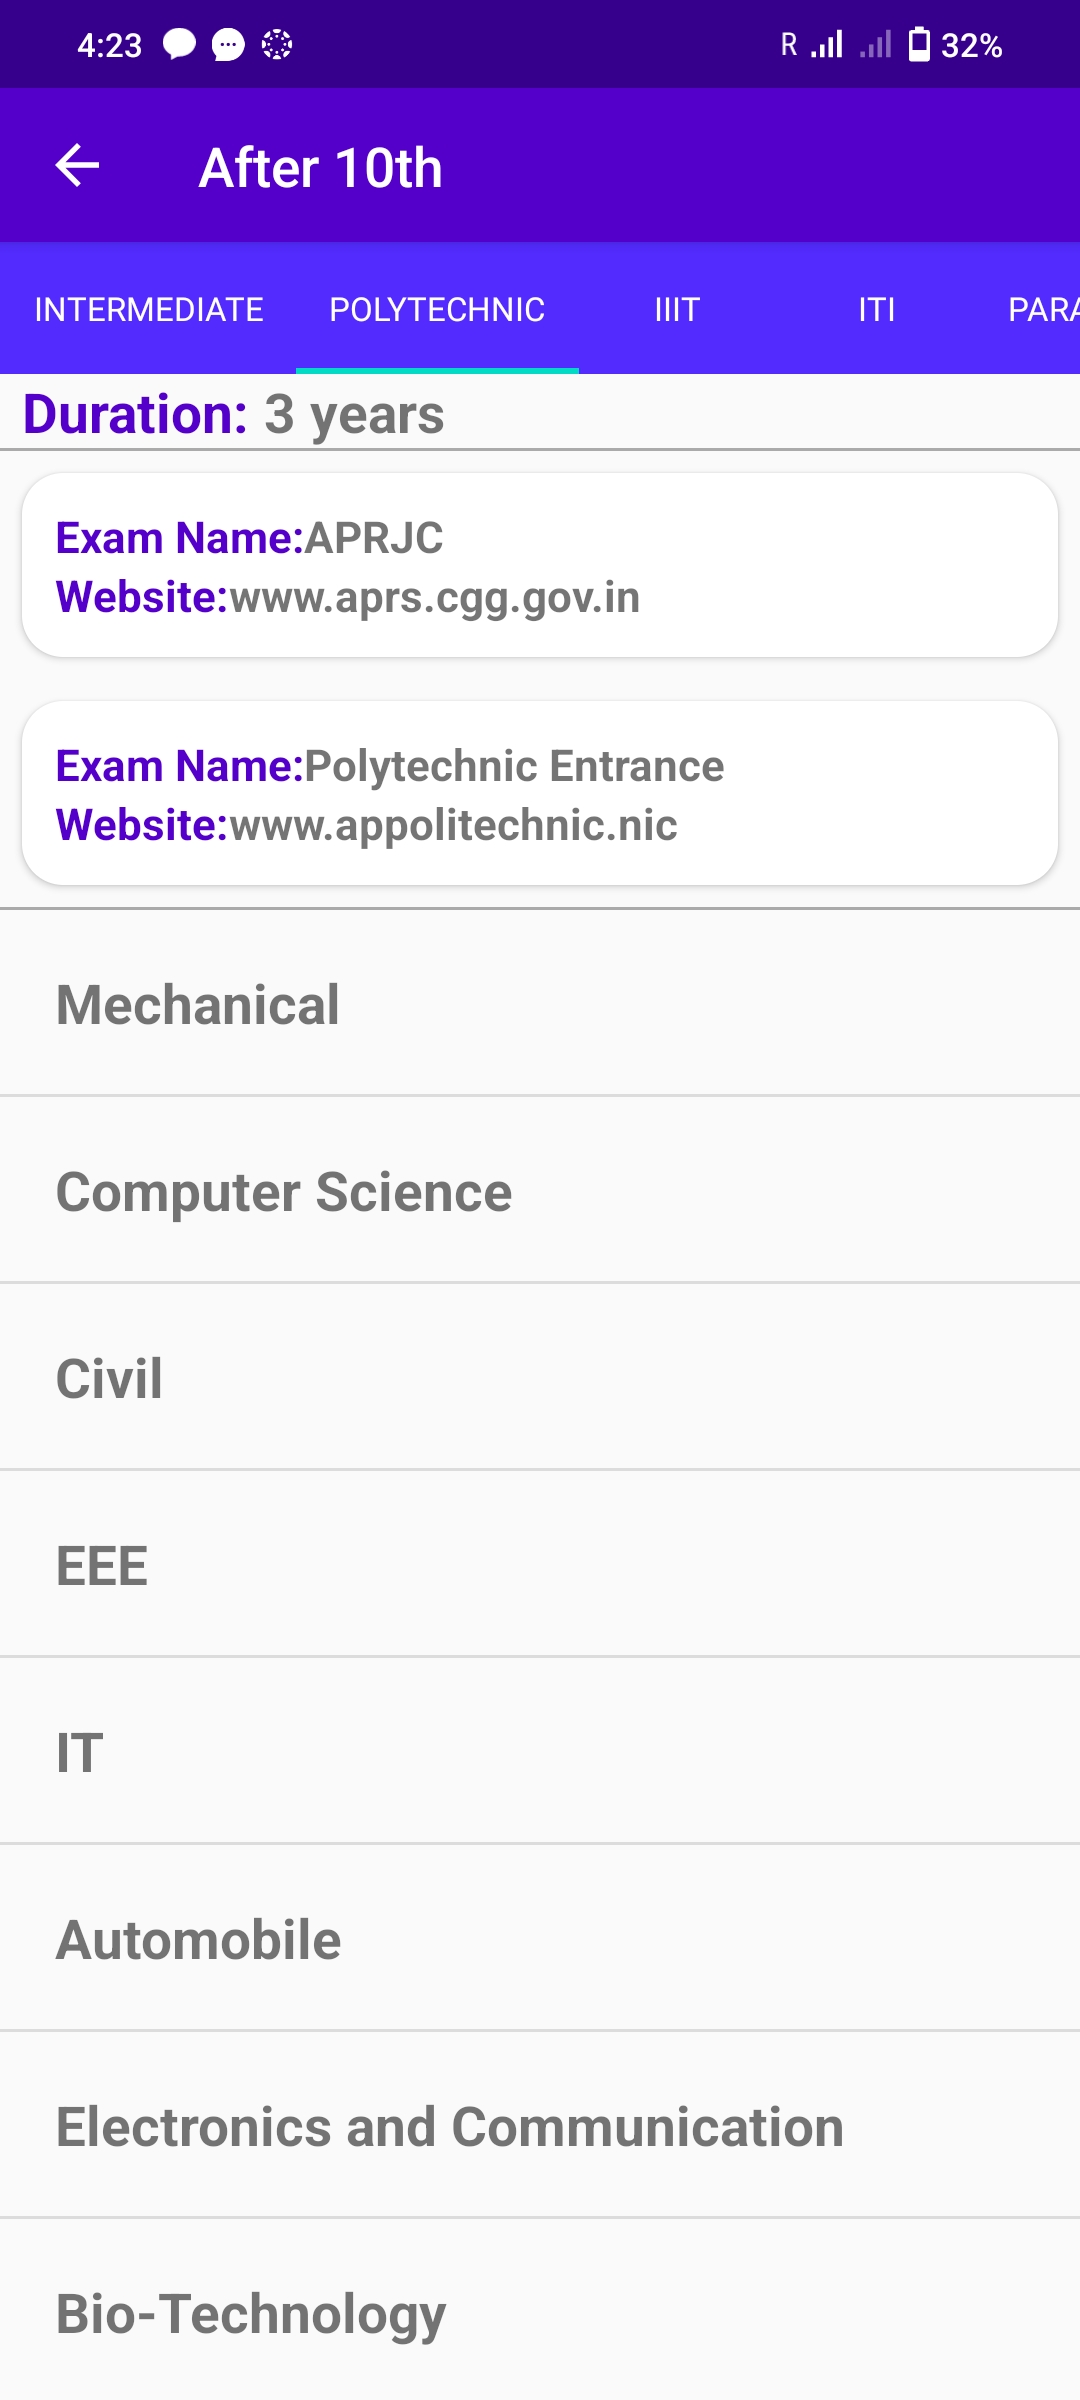 4:23 R 32%
After 10th
INTERMEDIATE POLYTECHNIC IIIT ITI PARA
Duration: 3 years
Exam Name:APRJC
Website:www.aprs.cgg.gov.in
Exam Name:Polytechnic Entrance
Website:www.appolitechnic.nic
Mechanical
Computer Science
Civil
EEE
IT
Automobile
Electronics and Communication
Bio-Technology